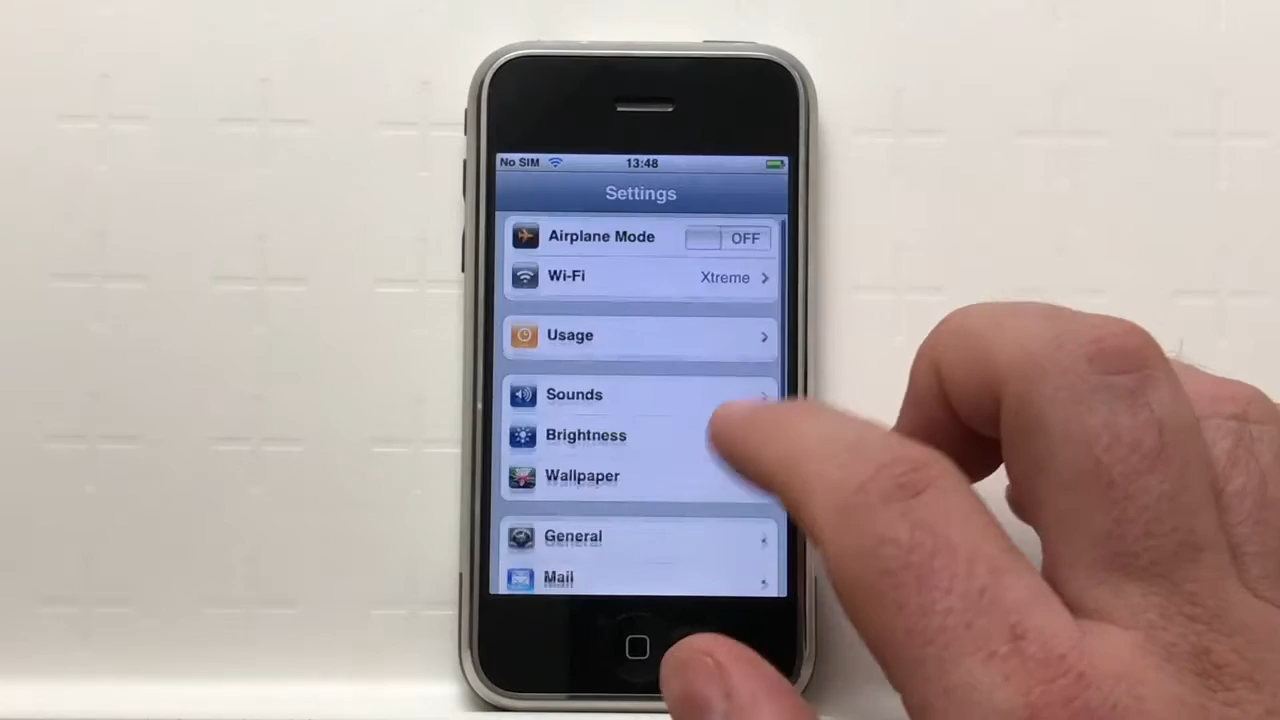 No SIM 13:48
Settings
Airplane Mode OFF
Wi-Fi Xtreme
Usage
Sounds
Brightness
Wallpaper
General
Mail